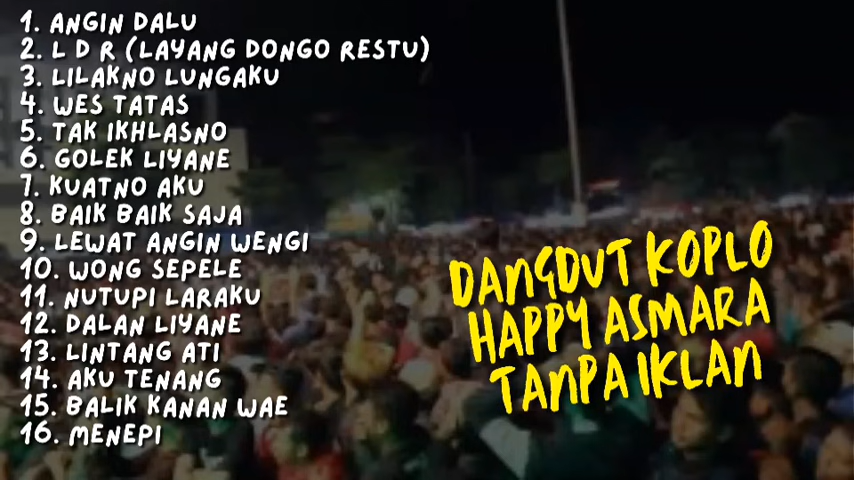 1. ANGIN DALU
2. L D R (LAYANG DONGO RESTU)
3. LILAKNO LUNGAKU
4. WES TATAS
5. TAK IKHLASNO
6. GOLEK LIYANE
7. KUATNO AKU
8. BAIK BAIK SAJA
9. LEWAT ANGIN WENGI
10. WONG SEPELE
11. NUTUPI LARAKU
12. DALAN LIYANE
13. LINTANG ATI
14. AKU TENANG
15. BALIK KANAN WAE
16. MENEPI
DANGDUT KOPLO
HAPPY ASMARA
TANPA IKLAN